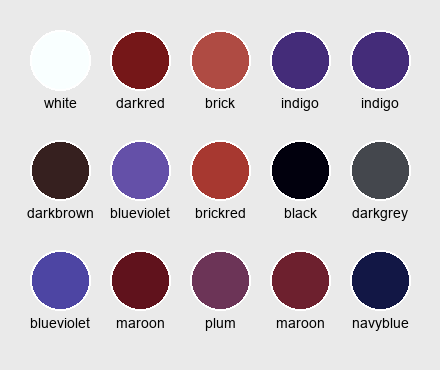 white darkred brick indigo indigo
darkbrown blueviolet brickred black darkgrey
blueviolet maroon plum maroon navyblue